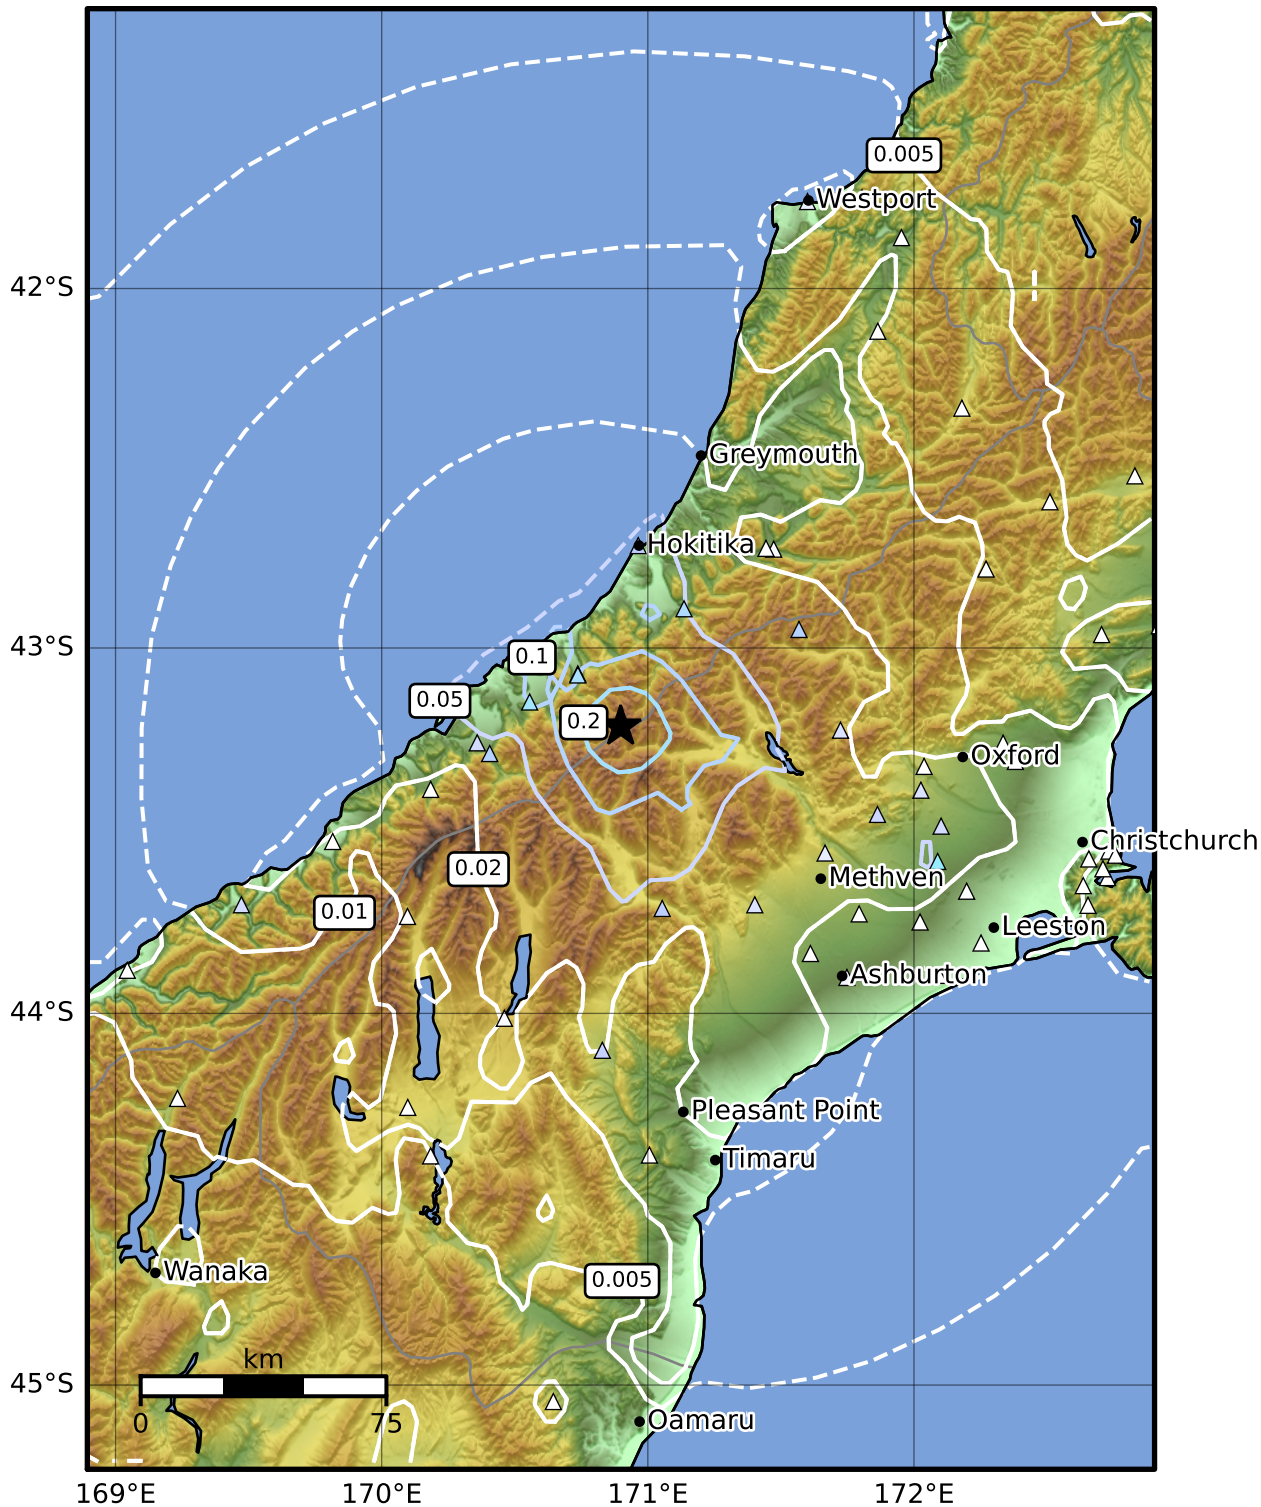 0.005
Westport
42°S
Greymouth
Hokitika
43°S
0.1
0.05
0.2
Oxford
Christchurch
0.02
Methven
0.01
Leeston
Ashburton
44°S
Pleasant Point
Timaru
Wanaka
0.005
km
45°S
0
75
Oamaru
169°E
170°E
171°E
172°E